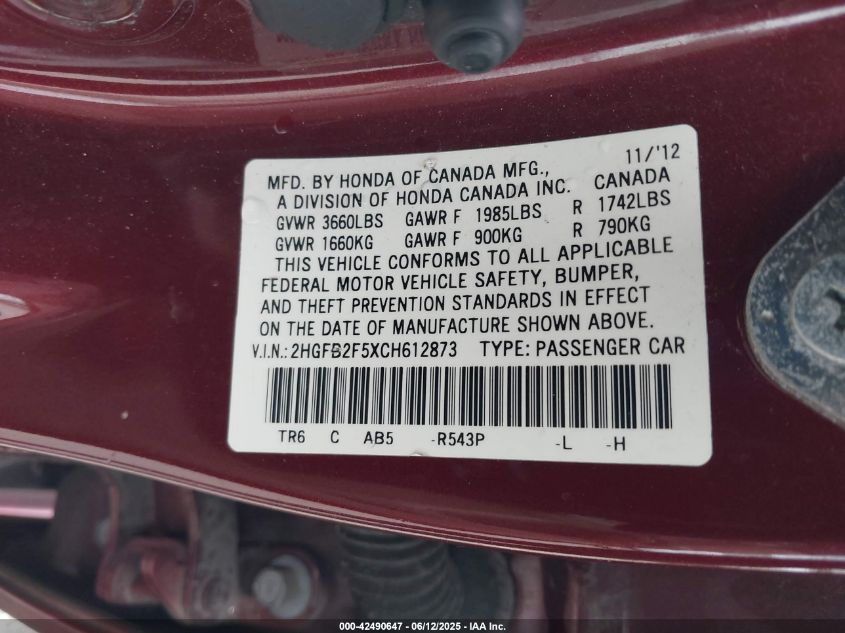 11/'12
MFD. BY HONDA OF CANADA MFG.,
A DIVISION OF HONDA CANADA INC. CANADA
GVWR 3660LBS GAWR F 1985LBS R 1742LBS
GVWR 1660KG GAWR F 900KG R 790KG
THIS VEHICLE CONFORMS TO ALL APPLICABLE
FEDERAL MOTOR VEHICLE SAFETY, BUMPER,
AND THEFT PREVENTION STANDARDS IN EFFECT
ON THE DATE OF MANUFACTURE SHOWN ABOVE.
V.I.N.: 2HGFB2F5XCH612873 TYPE: PASSENGER CAR
TR6 C AB5 -R543P -L -H
000-42490647 - 06/12/2025 - IAA Inc.